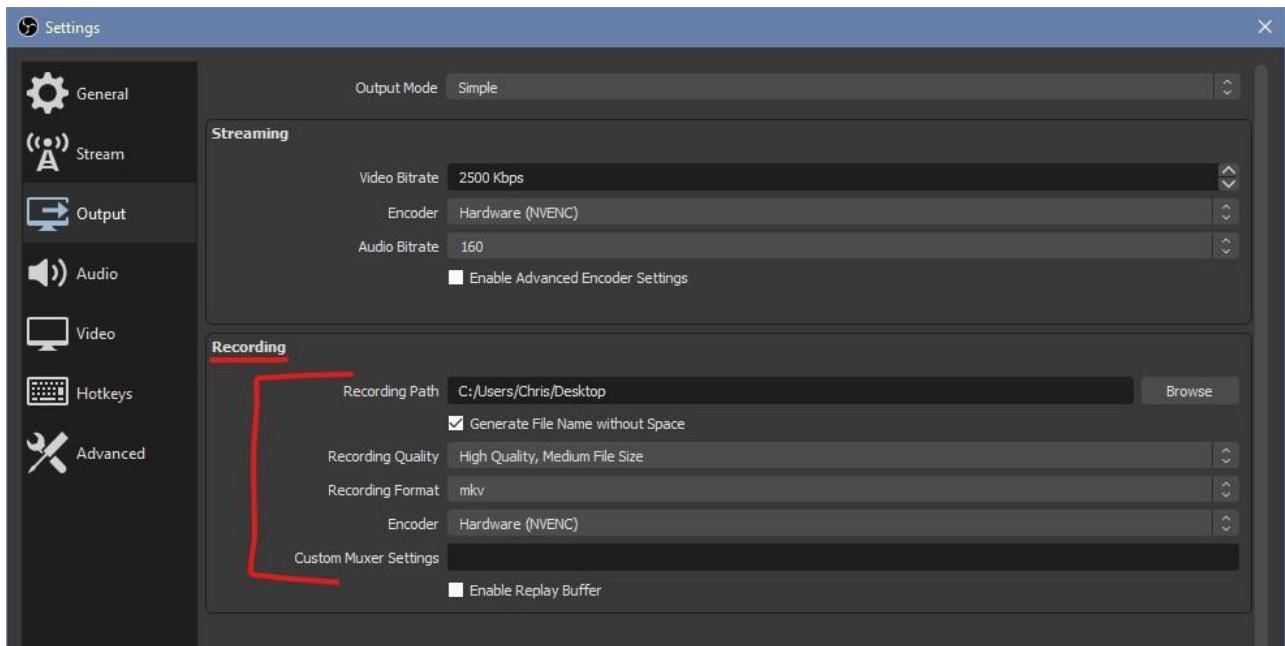 Settings
General
Stream
Output
Audio
Video
Hotkeys
Advanced
Output Mode Simple
Streaming
Video Bitrate 2500 Kbps
Encoder Hardware (NVENC)
Audio Bitrate 160
Enable Advanced Encoder Settings
Recording
Recording Path C:/Users/Chris/Desktop Browse
Generate File Name without Space
Recording Quality High Quality, Medium File Size
Recording Format mkv
Encoder Hardware (NVENC)
Custom Muxer Settings
Enable Replay Buffer